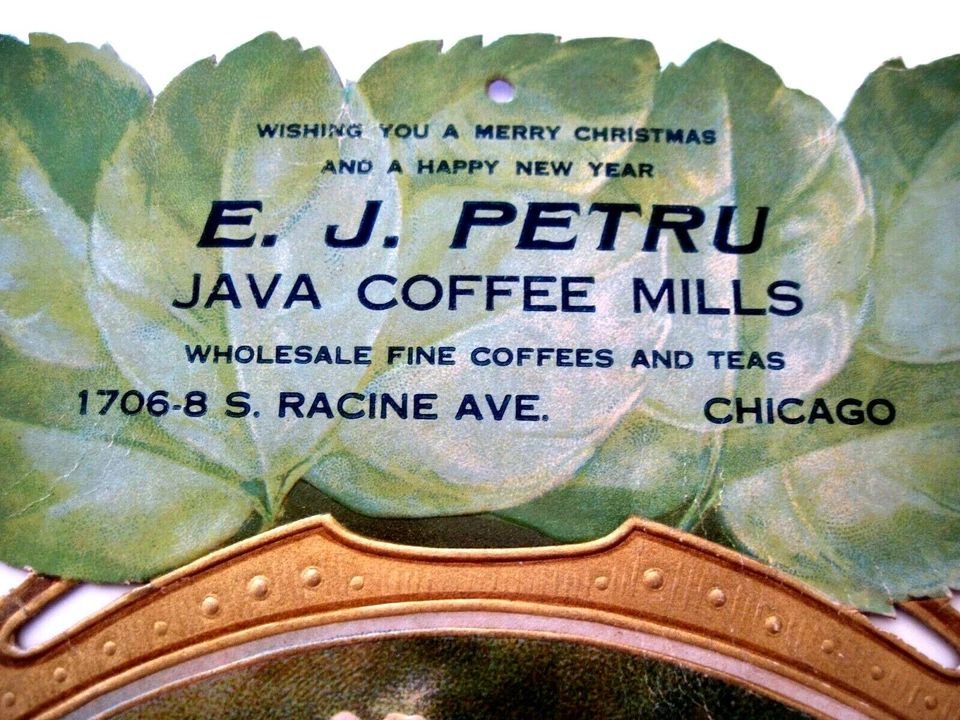 WISHING YOU A MERRY CHRISTMAS
AND A HAPPY NEW YEAR
E. J. PETRU
JAVA COFFEE MILLS
WHOLESALE FINE COFFEES AND TEAS
1706-8 S. RACINE AVE. CHICAGO